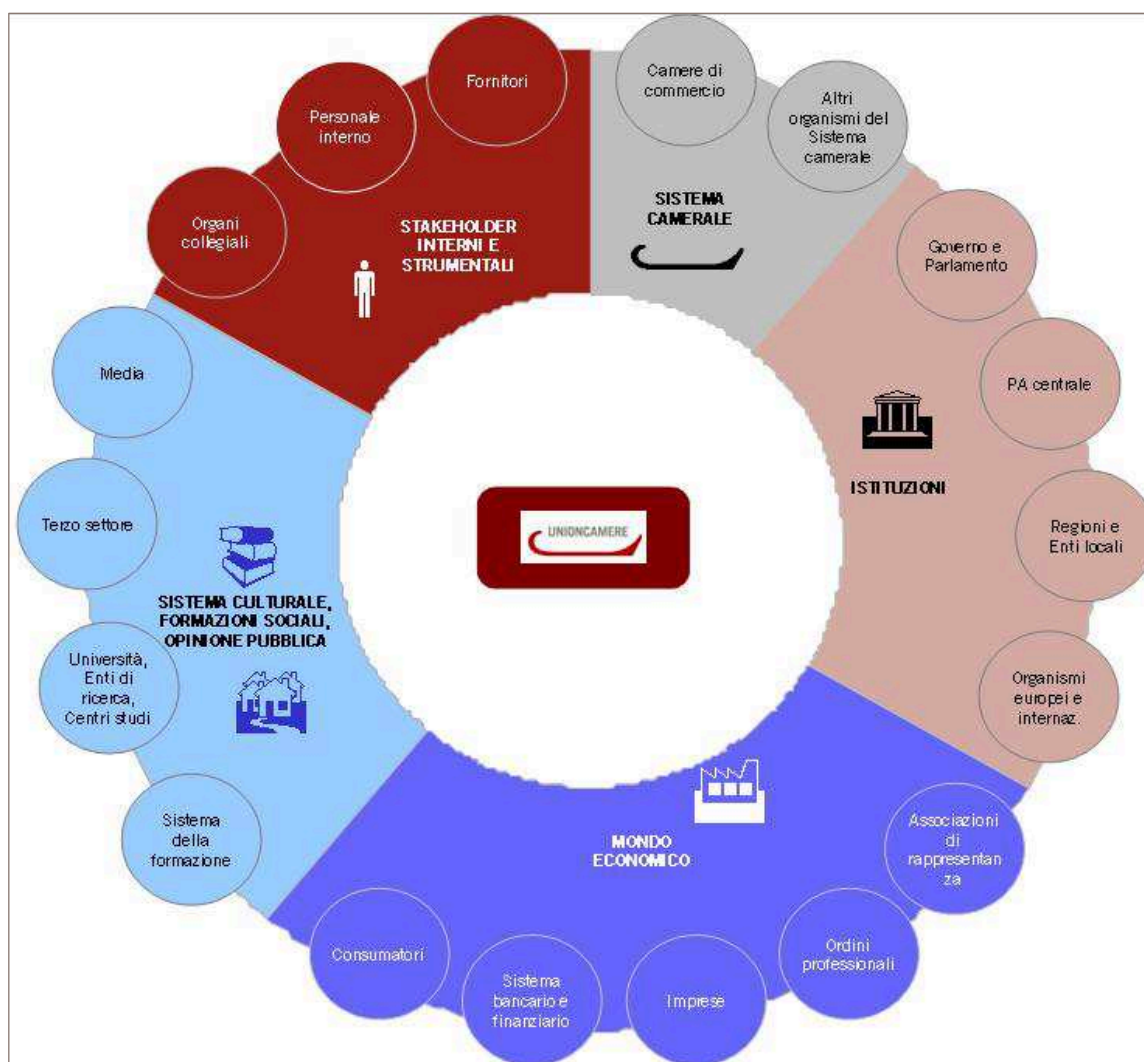 Fornitori
Personale
interno
Organi
collegiali
STAKEHOLDER
INTERNI E
STRUMENTALI
Camere di
commercio
Altri
organismi del
Sistema
camerale
SISTEMA
CAMERALE
Governo e
Parlamento
PA centrale
Regioni e
Enti locali
Organismi
europei e
internaz.
ISTITUZIONI
Associazioni
di
rappresentan
za
Ordini
professionali
Imprese
Sistema
bancario e
finanziario
Consumatori
MONDO
ECONOMICO
Sistema
della
formazione
Università,
Enti di
ricerca,
Centri studi
Terzo settore
Media
SISTEMA CULTURALE,
FORMAZIONI SOCIALI,
OPINIONE PUBBLICA
UNIONCAMERE